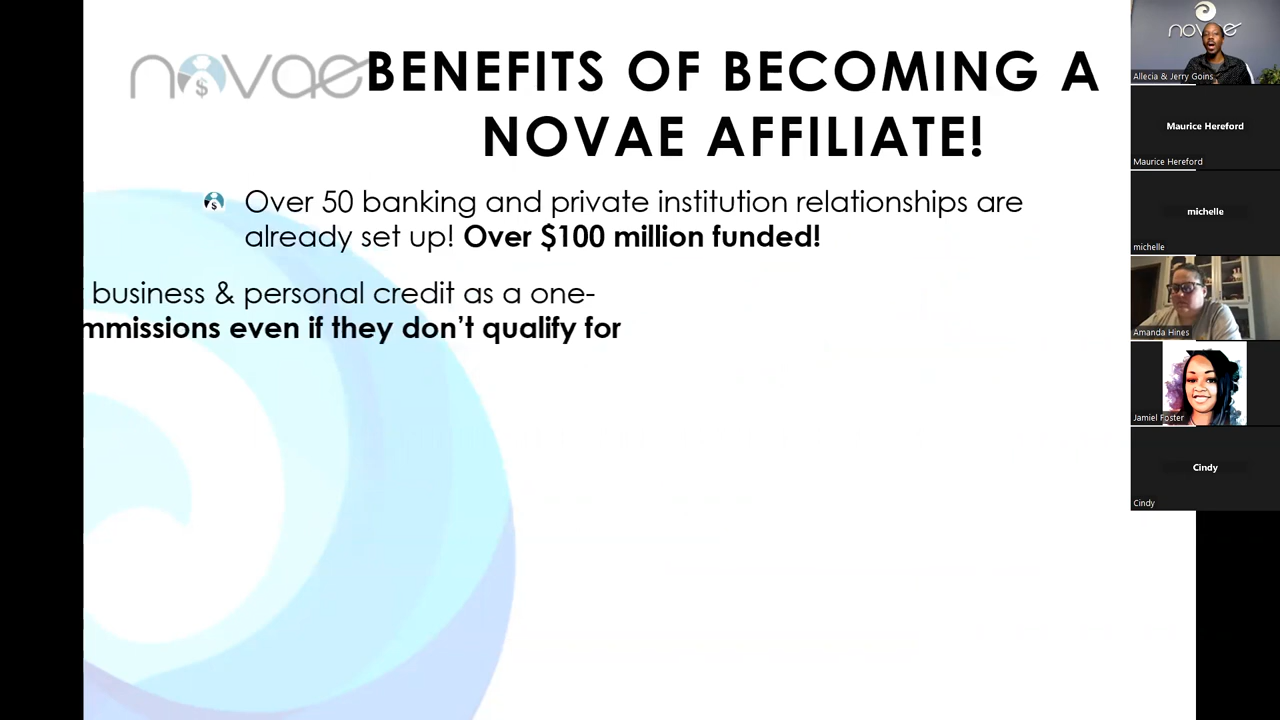 novae
BENEFITS OF BECOMING A
NOVAE AFFILIATE!
Over 50 banking and private institution relationships are
already set up! Over $100 million funded!
business & personal credit as a one-
mmissions even if they don't qualify for
novae
Allecia & Jerry Goins
Maurice Hereford
Maurice Hereford
michelle
michelle
Amanda Hines
Jamiel Foster
Cindy
Cindy